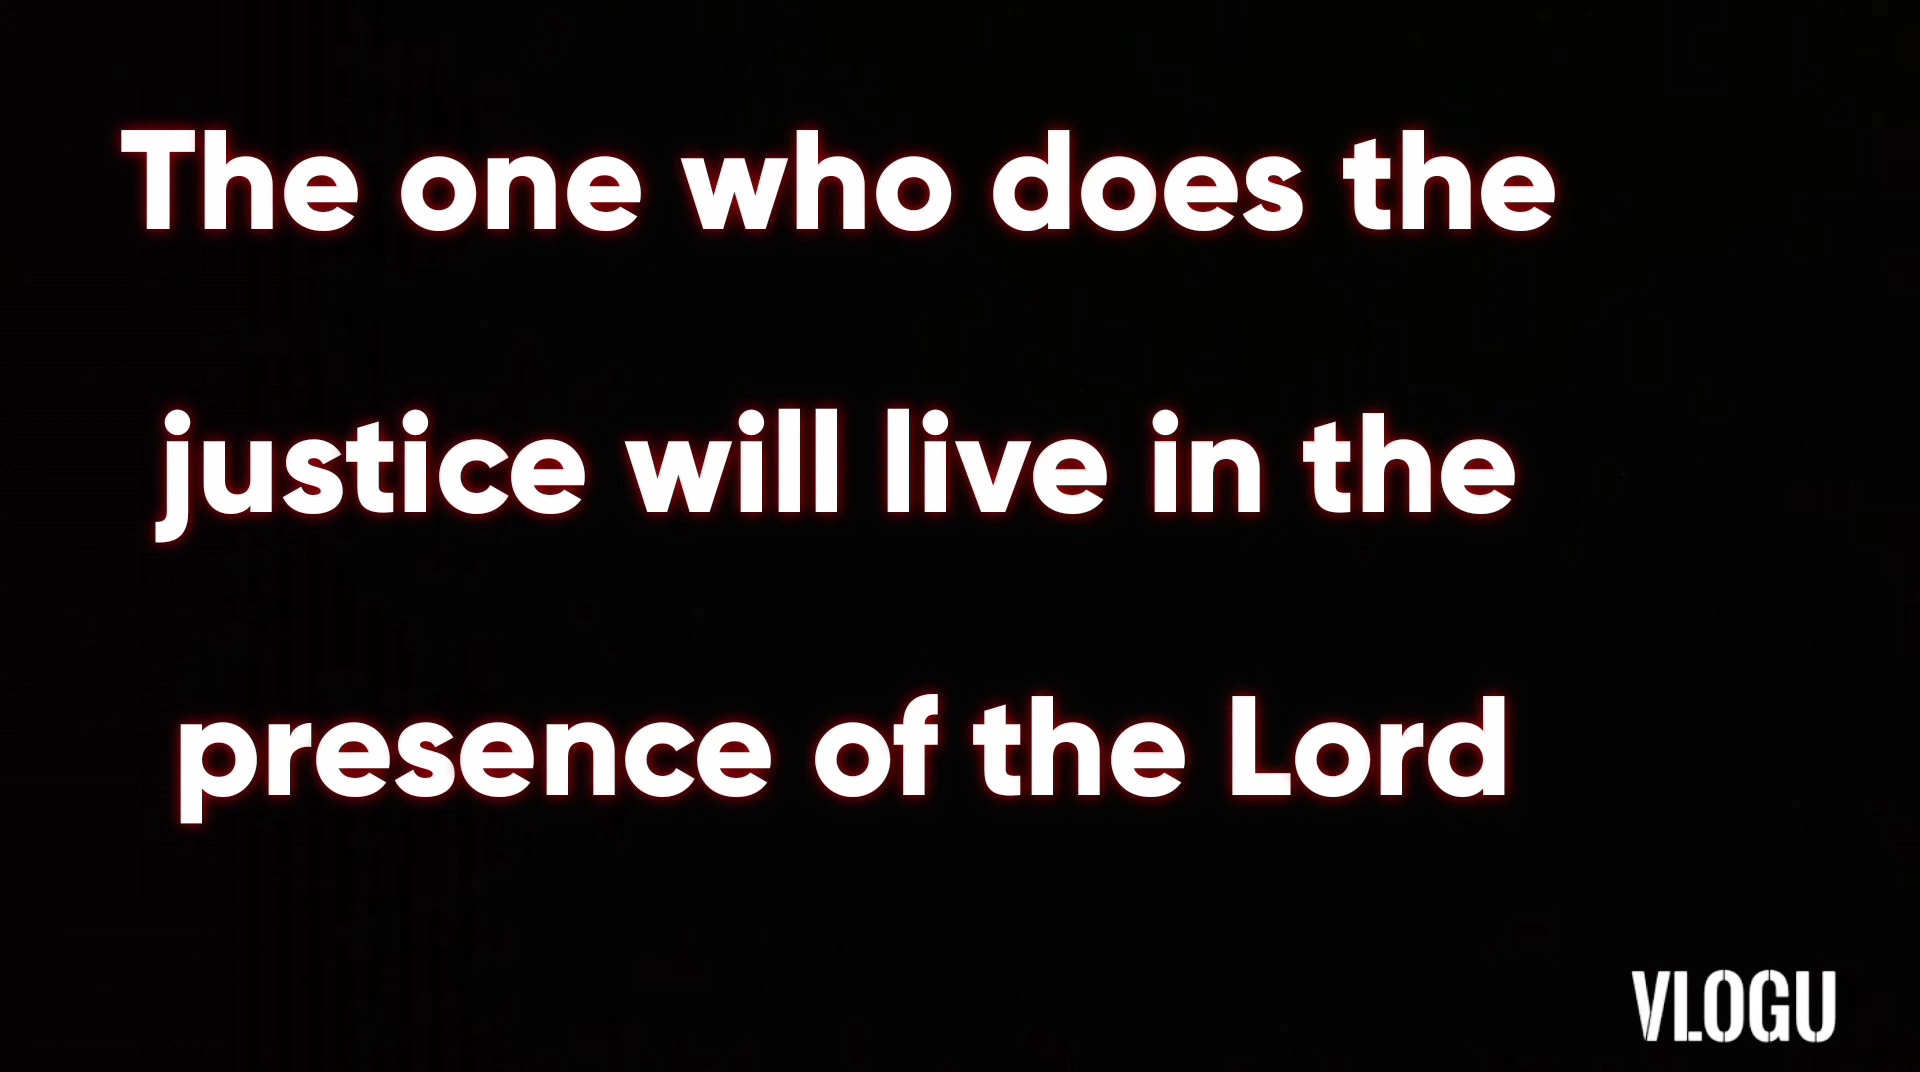 The one who does the
justice will live in the
presence of the Lord
VLOGU